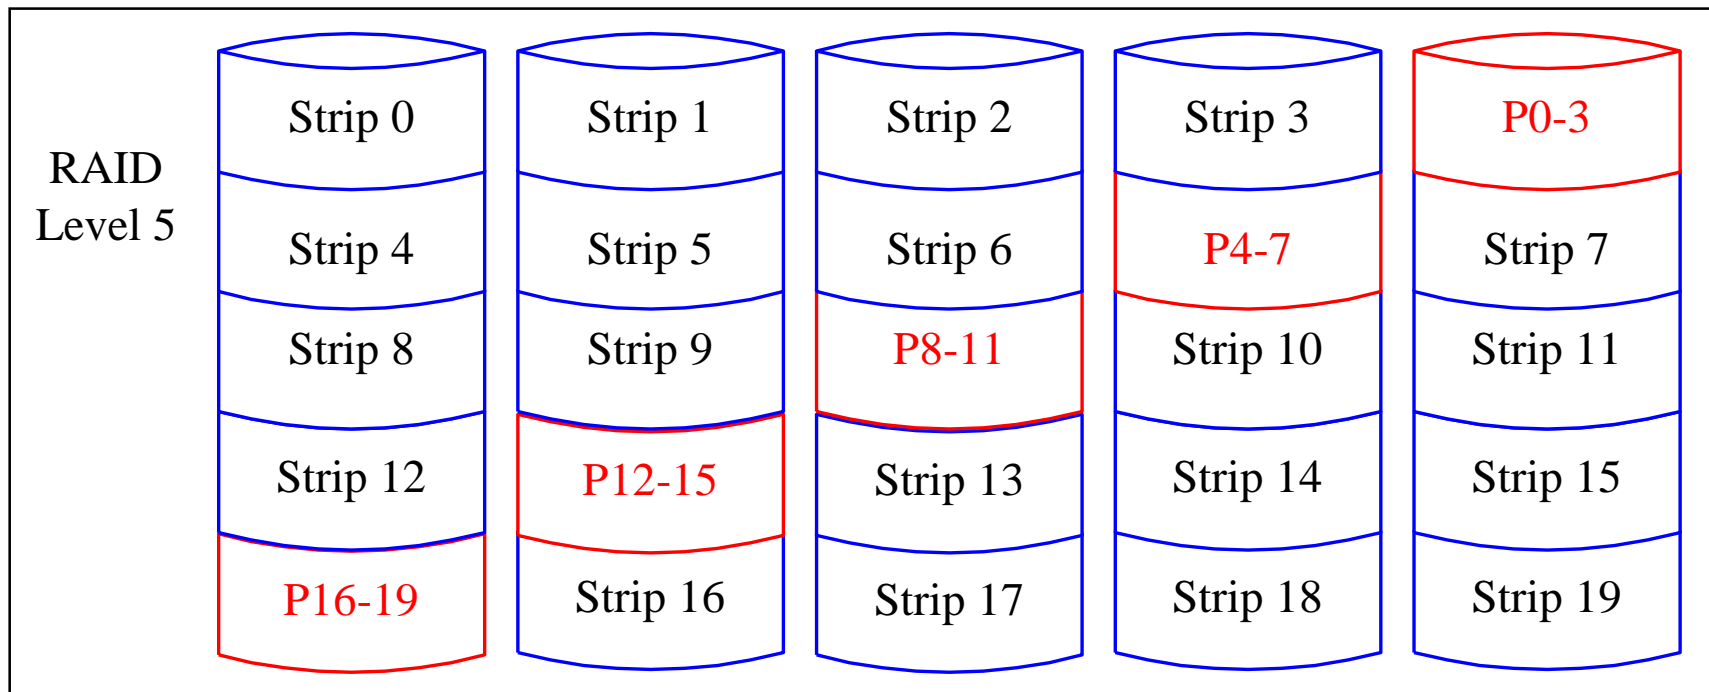 RAID
Level 5
Strip 0 Strip 1 Strip 2 Strip 3 P0-3
Strip 4 Strip 5 Strip 6 P4-7 Strip 7
Strip 8 Strip 9 P8-11 Strip 10 Strip 11
Strip 12 P12-15 Strip 13 Strip 14 Strip 15
P16-19 Strip 16 Strip 17 Strip 18 Strip 19